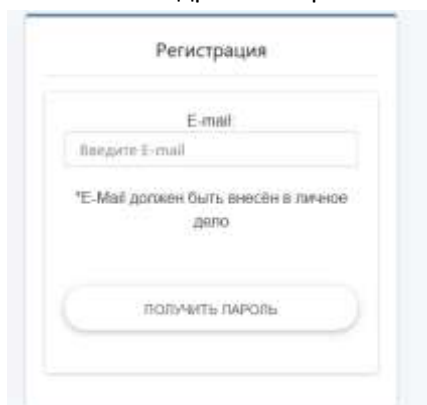 Регистрация
E-mail
Введите E-mail
*E-Mail должен быть внесён в личное
дело
ПОЛУЧИТЬ ПАРОЛЬ